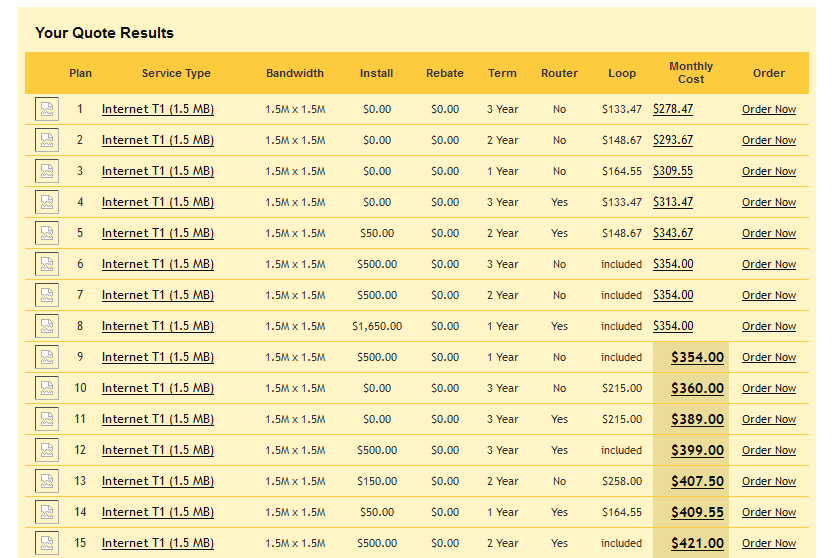 Your Quote Results
Plan Service Type Bandwidth Install Rebate Term Router Loop Monthly Cost Order
1 Internet T1 (1.5 MB) 1.5M x 1.5M $0.00 $0.00 3 Year No $133.47 $278.47 Order Now
2 Internet T1 (1.5 MB) 1.5M x 1.5M $0.00 $0.00 2 Year No $148.67 $293.67 Order Now
3 Internet T1 (1.5 MB) 1.5M x 1.5M $0.00 $0.00 1 Year No $164.55 $309.55 Order Now
4 Internet T1 (1.5 MB) 1.5M x 1.5M $0.00 $0.00 3 Year Yes $133.47 $313.47 Order Now
5 Internet T1 (1.5 MB) 1.5M x 1.5M $50.00 $0.00 2 Year Yes $148.67 $343.67 Order Now
6 Internet T1 (1.5 MB) 1.5M x 1.5M $500.00 $0.00 3 Year No included $354.00 Order Now
7 Internet T1 (1.5 MB) 1.5M x 1.5M $500.00 $0.00 2 Year No included $354.00 Order Now
8 Internet T1 (1.5 MB) 1.5M x 1.5M $1,650.00 $0.00 1 Year Yes included $354.00 Order Now
9 Internet T1 (1.5 MB) 1.5M x 1.5M $500.00 $0.00 1 Year No included $354.00 Order Now
10 Internet T1 (1.5 MB) 1.5M x 1.5M $0.00 $0.00 3 Year No $215.00 $360.00 Order Now
11 Internet T1 (1.5 MB) 1.5M x 1.5M $0.00 $0.00 3 Year Yes $215.00 $389.00 Order Now
12 Internet T1 (1.5 MB) 1.5M x 1.5M $500.00 $0.00 3 Year Yes included $399.00 Order Now
13 Internet T1 (1.5 MB) 1.5M x 1.5M $150.00 $0.00 2 Year No $258.00 $407.50 Order Now
14 Internet T1 (1.5 MB) 1.5M x 1.5M $50.00 $0.00 1 Year Yes $164.55 $409.55 Order Now
15 Internet T1 (1.5 MB) 1.5M x 1.5M $500.00 $0.00 2 Year Yes included $421.00 Order Now